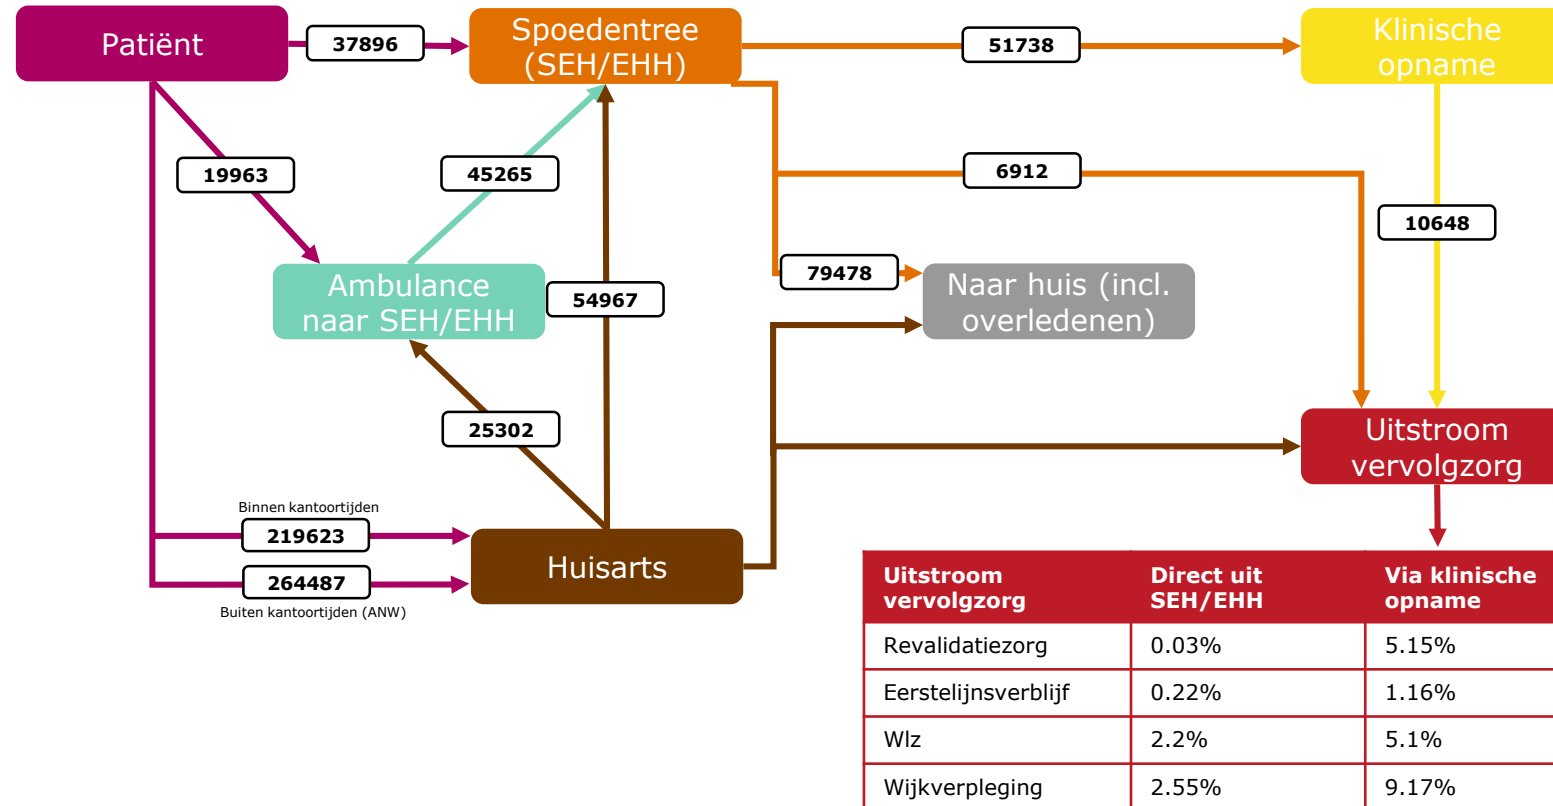 Patiënt
37896
Spoedentree
(SEH/EHH)
51738
Klinische
opname
19963
45265
6912
10648
79478
Ambulance
naar SEH/EHH
54967
Naar huis (incl.
overledenen)
25302
Uitstroom
vervolgzorg
Binnen kantoortijden
219623
264487
Buiten kantoortijden (ANW)
Huisarts
Uitstroom
vervolgzorg
Direct uit
SEH/EHH
Via klinische
opname
Revalidatiezorg
0.03%
5.15%
Eerstelijnsverblijf
0.22%
1.16%
Wlz
2.2%
5.1%
Wijkverpleging
2.55%
9.17%